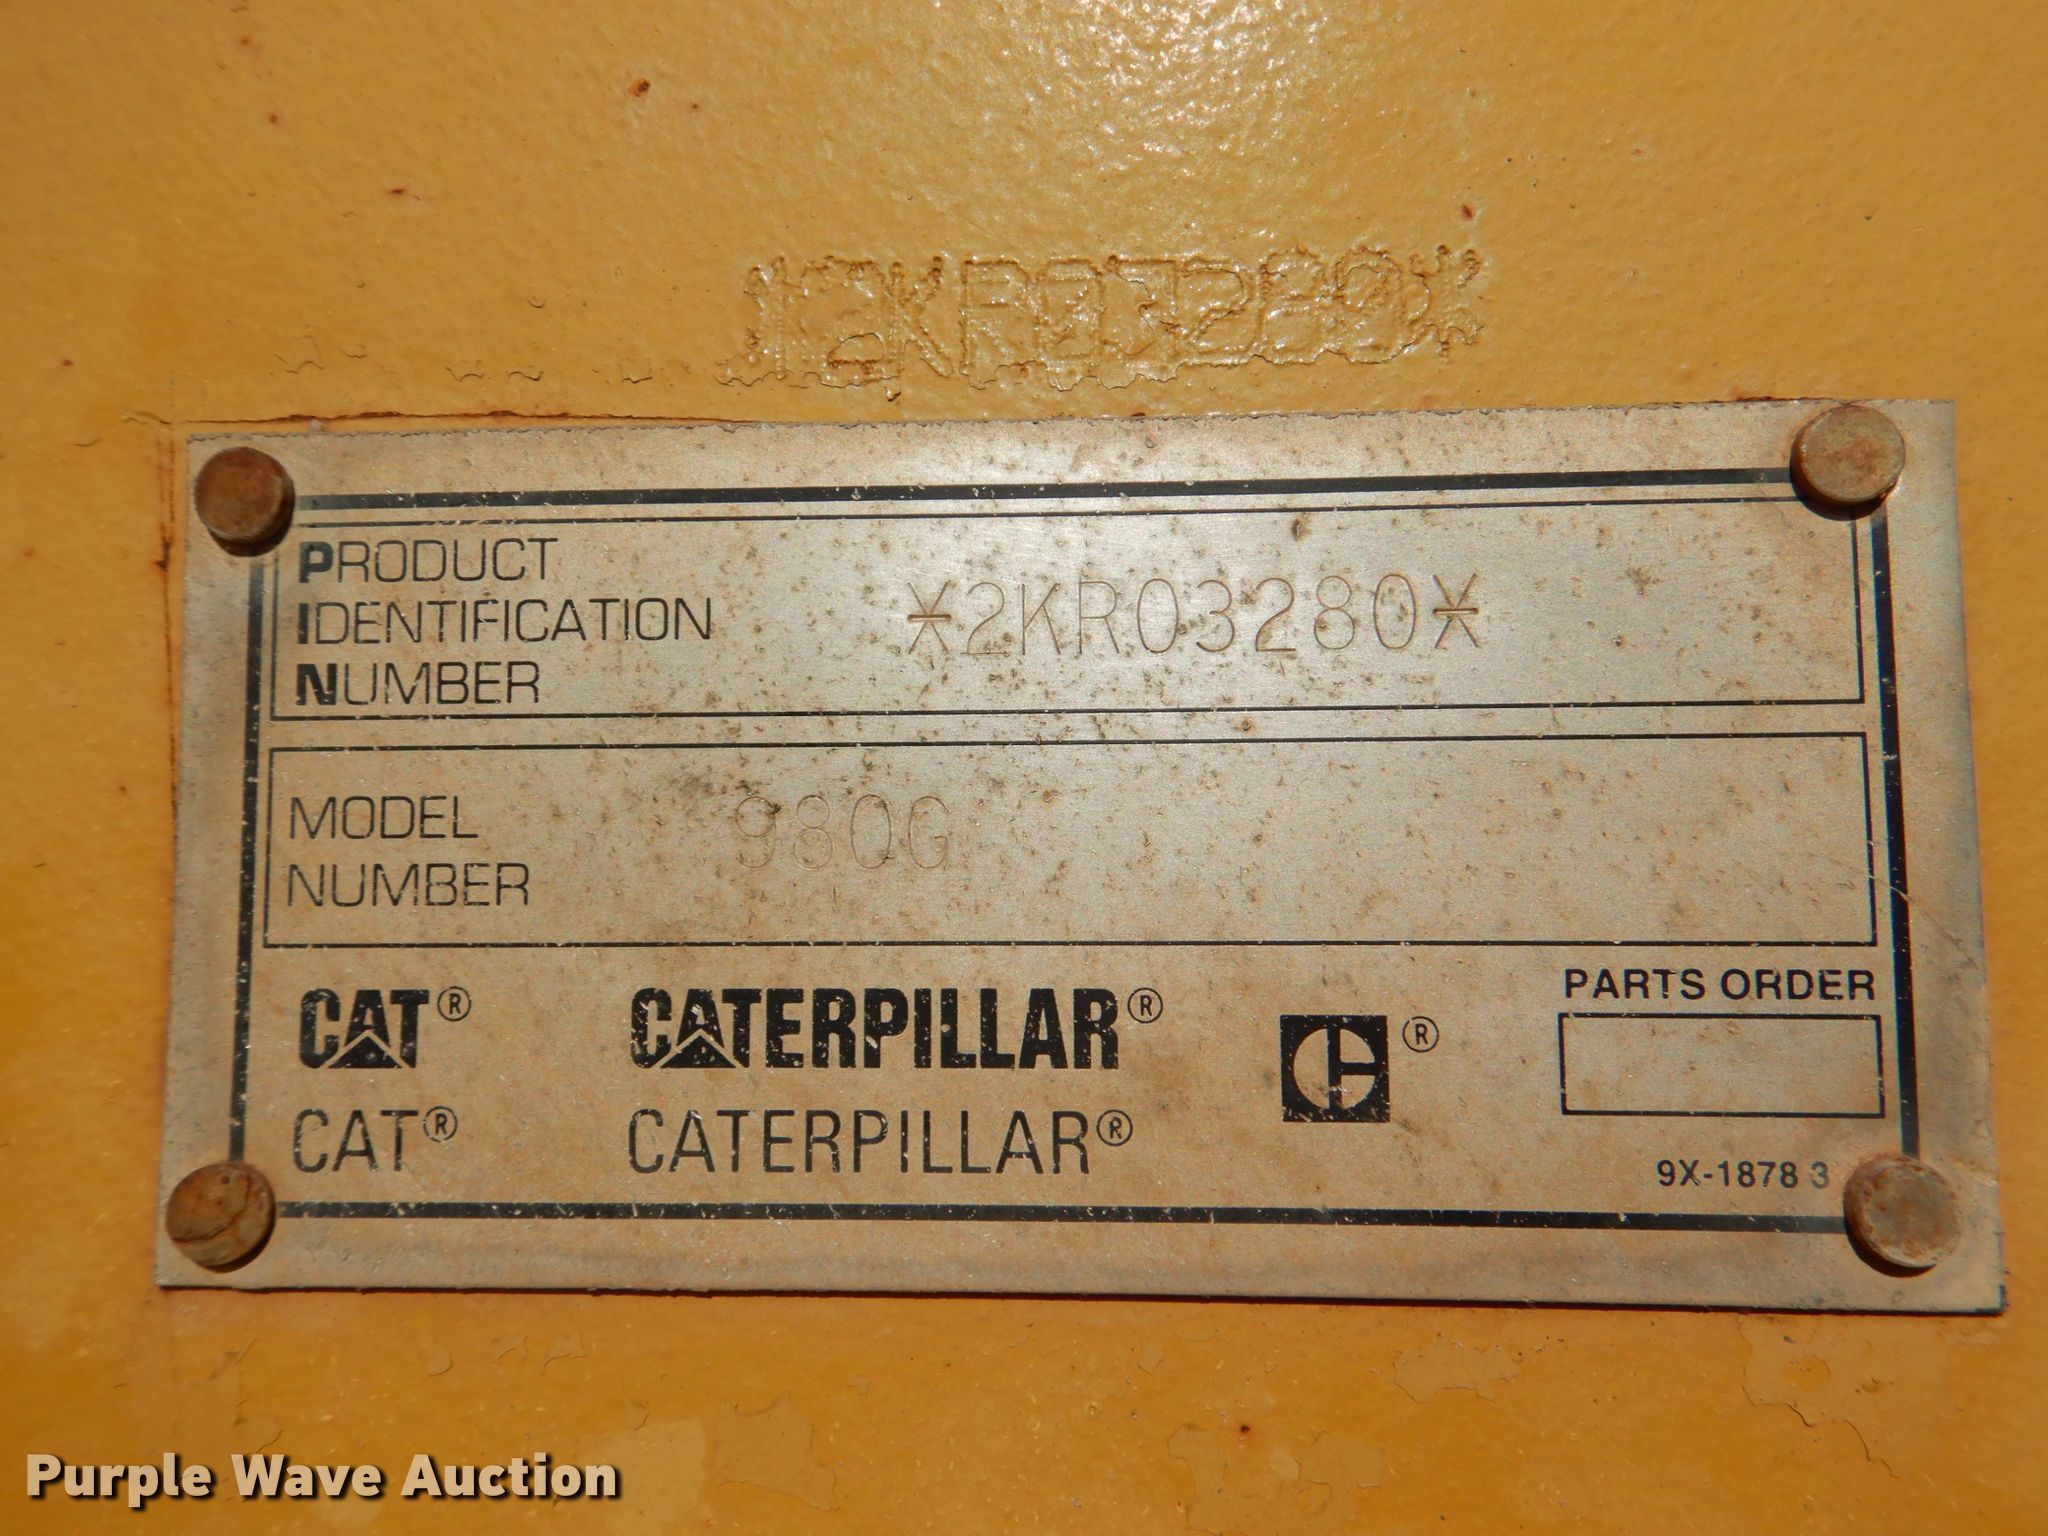 *2KR03280*
PRODUCT
IDENTIFICATION *2KR03280*
NUMBER
MODEL
NUMBER 980G
CAT® CATERPILLAR® ®
CAT® CATERPILLAR®
PARTS ORDER
9X-1878 3
Purple Wave Auction